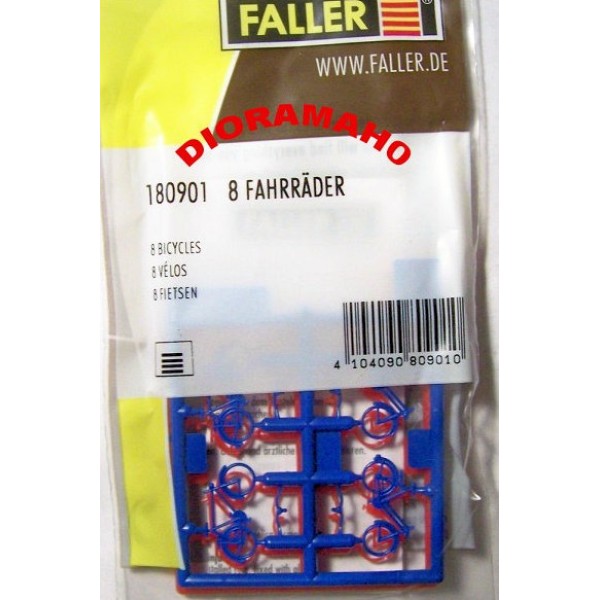 FALLER
®
WWW.FALLER.DE
DIORAMAHO
180901 8 FAHRRÄDER
8 BICYCLES
8 VÉLOS
8 FIETSEN
4 104090 809010